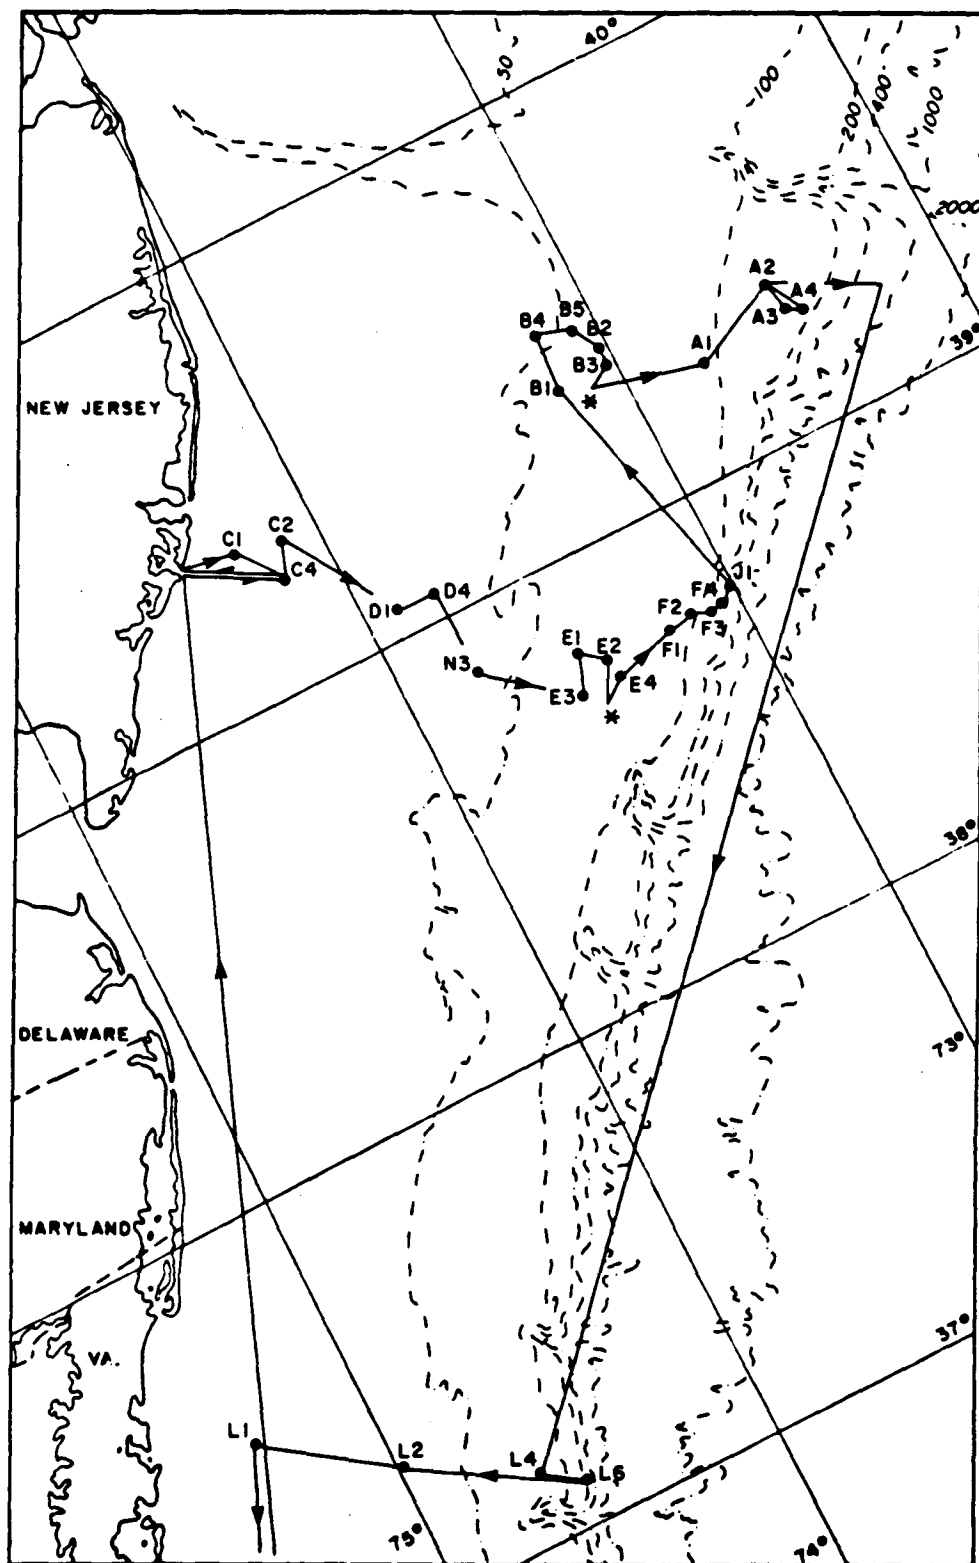 40°
50
100
200
400
1000
2000
A2
A4
A3
B5
B4
B2
A1
B3
B1
*
39°
NEW JERSEY
C2
C1
C4
J1
F4
D4
D1
F2
F3
E1
E2
F1
N3
E4
E3
*
38°
DELAWARE
73°
MARYLAND
37°
VA.
L1
L2
L4
L5
75°
74°